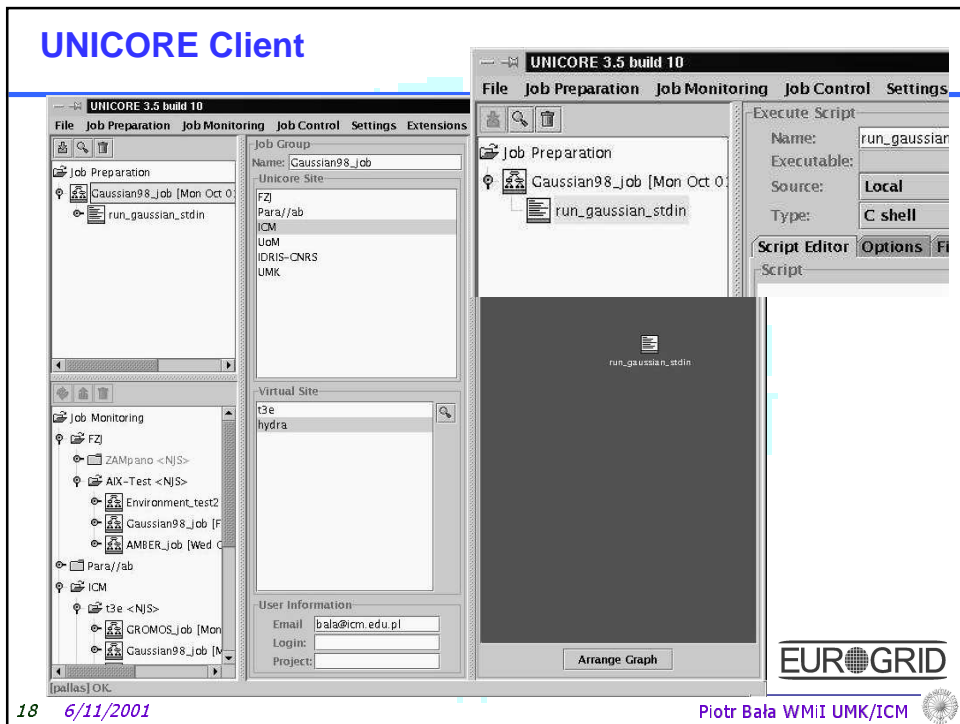 UNICORE Client
UNICORE 3.5 build 10
File Job Preparation Job Monitoring Job Control Settings Extensions
Job Preparation
Gaussian98_job [Mon Oct 0
run_gaussian_stdin
Job Monitoring
FZJ
ZAMpano <NJS>
AIX-Test <NJS>
Environment_test2
Gaussian98_job [F
AMBER_job [Wed
Para//ab
ICM
t3e <NJS>
GROMOS_job [Mon
Gaussian98_job [M
[pallas] OK.
Job Group
Name: Gaussian98_job
Unicore Site
FZJ
Para//ab
ICM
UoM
IDRIS-CNRS
UMK
Virtual Site
t3e
hydra
User Information
Email bala@icm.edu.pl
Login:
Project:
UNICORE 3.5 build 10
File Job Preparation Job Monitoring Job Control Settings
Job Preparation
Gaussian98_job [Mon Oct 0
run_gaussian_stdin
Execute Script
Name: run_gaussian
Executable:
Source: Local
Type: C shell
Script Editor Options Fi
Script
run_gaussian_stdin
Arrange Graph
EUROGRID
18 6/11/2001
Piotr Bała WMiI UMK/ICM